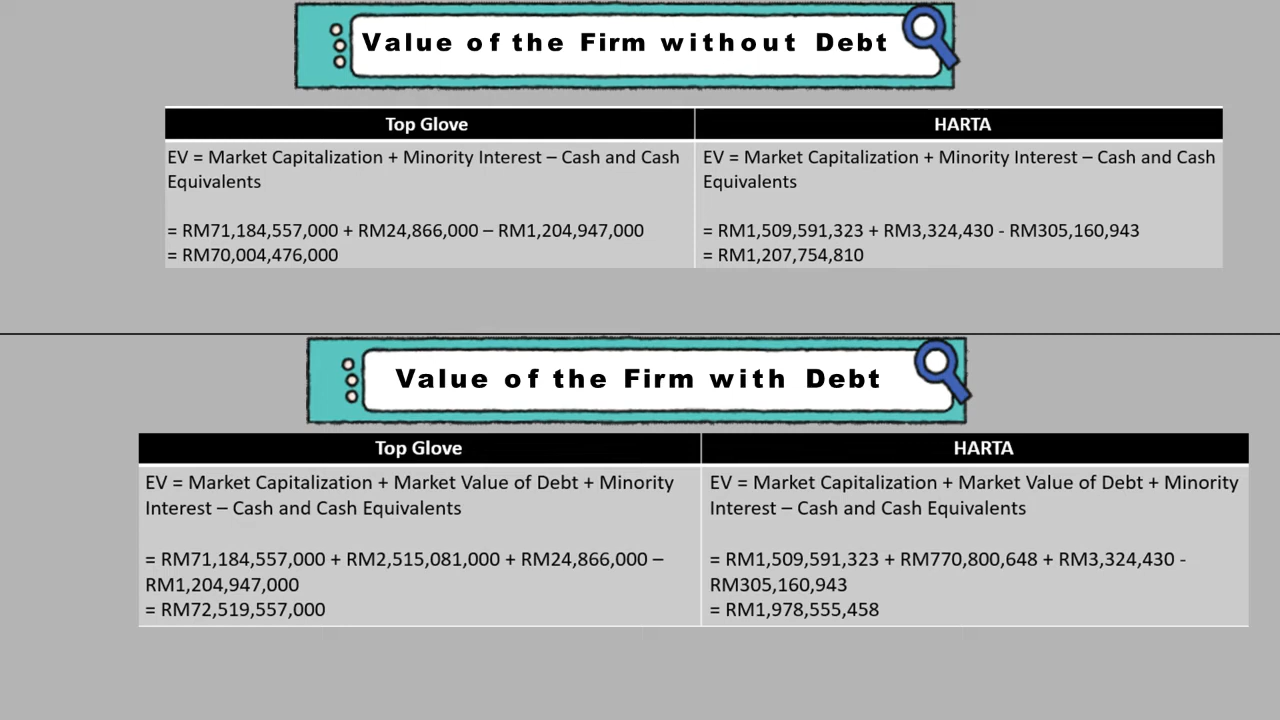 Value of the Firm without Debt
Top Glove
HARTA
EV = Market Capitalization + Minority Interest – Cash and Cash
Equivalents
= RM71,184,557,000 + RM24,866,000 – RM1,204,947,000
= RM70,004,476,000
EV = Market Capitalization + Minority Interest – Cash and Cash
Equivalents
= RM1,509,591,323 + RM3,324,430 - RM305,160,943
= RM1,207,754,810
Value of the Firm with Debt
Top Glove
HARTA
EV = Market Capitalization + Market Value of Debt + Minority
Interest – Cash and Cash Equivalents
= RM71,184,557,000 + RM2,515,081,000 + RM24,866,000 –
RM1,204,947,000
= RM72,519,557,000
EV = Market Capitalization + Market Value of Debt + Minority
Interest – Cash and Cash Equivalents
= RM1,509,591,323 + RM770,800,648 + RM3,324,430 -
RM305,160,943
= RM1,978,555,458